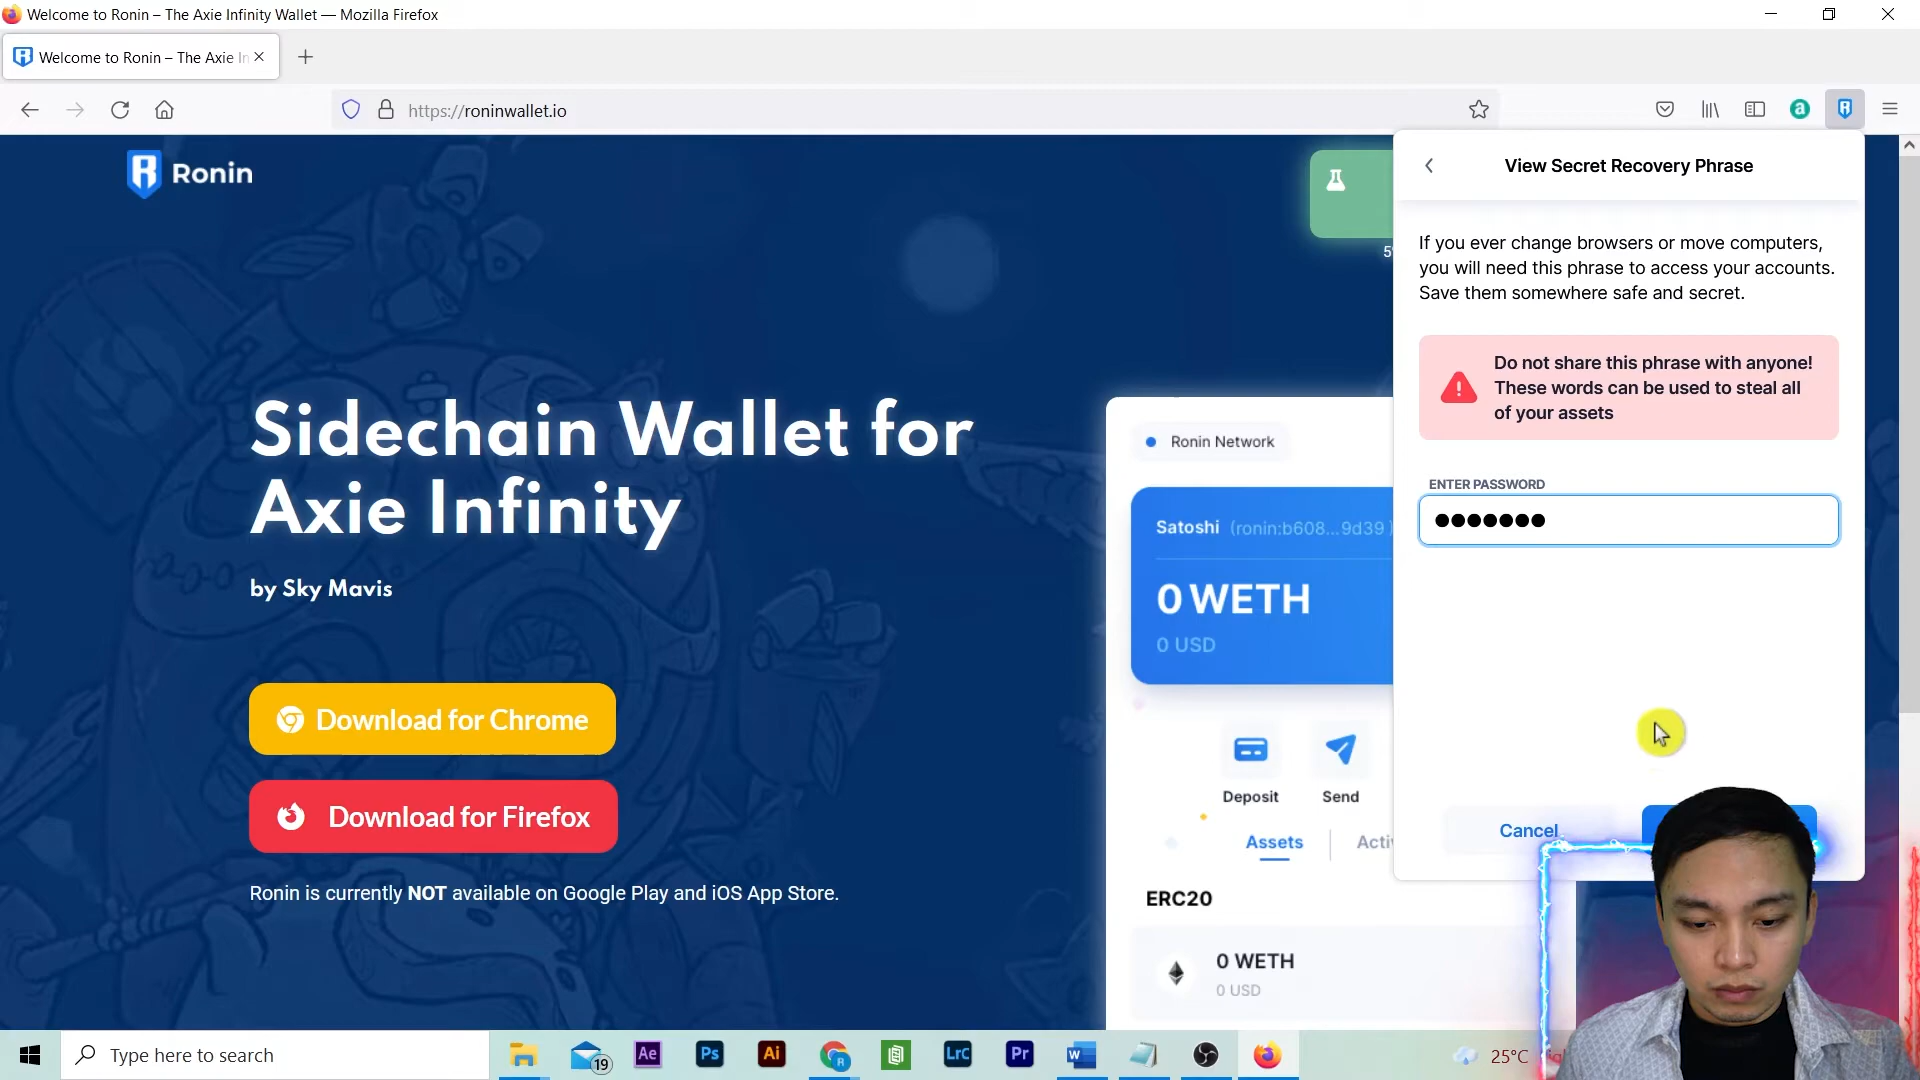 Welcome to Ronin – The Axie Infinity Wallet — Mozilla Firefox
Welcome to Ronin – The Axie In
https://roninwallet.io
Ronin
View Secret Recovery Phrase
If you ever change browsers or move computers,
you will need this phrase to access your accounts.
Save them somewhere safe and secret.
Do not share this phrase with anyone!
These words can be used to steal all
of your assets
ENTER PASSWORD
Cancel
Sidechain Wallet for
Axie Infinity
by Sky Mavis
Download for Chrome
Download for Firefox
Ronin is currently NOT available on Google Play and iOS App Store.
Ronin Network
Satoshi (ronin:b608...9d39 )
0 WETH
0 USD
Deposit
Send
Assets
Acti
ERC20
0 WETH
0 USD
Type here to search
19
Ae
Ps
Ai
R
LrC
Pr
W
25°C